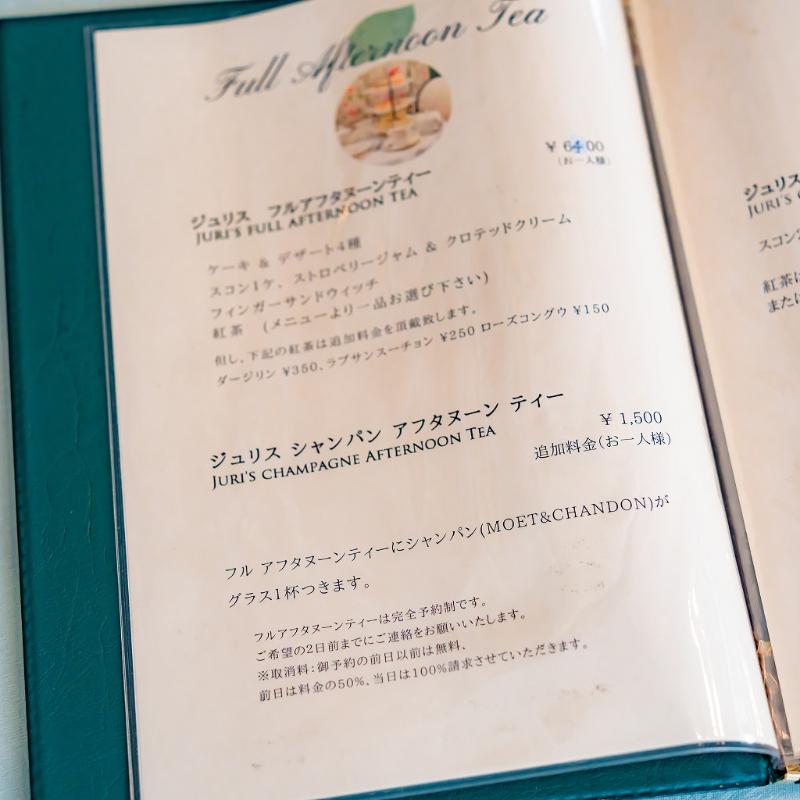 Full Afternoon Tea
¥ 6400
(お一人様)
ジュリス フルアフタヌーンティー
JURI'S FULL AFTERNOON TEA
ケーキ & デザート4種
スコン1ケ、ストロベリージャム & クロテッドクリーム
フィンガーサンドウィッチ
紅茶 (メニューより一品お選び下さい)
但し、下記の紅茶は追加料金を頂戴致します。
ダージリン ¥350、ラプサンスーチョン ¥250 ローズコングウ ¥150
ジュリス シャンパン アフタヌーン ティー
JURI'S CHAMPAGNE AFTERNOON TEA
¥ 1,500
追加料金(お一人様)
フル アフタヌーンティーにシャンパン(MOET&CHANDON)が
グラス1杯つきます。
フルアフタヌーンティーは完全予約制です。
ご希望の2日前までにご連絡をお願いいたします。
※取消料:御予約の前日以前は無料、
前日は料金の50%、当日は100%請求させていただきます。
ジュリス
JURI'S
スコン
紅茶は
または